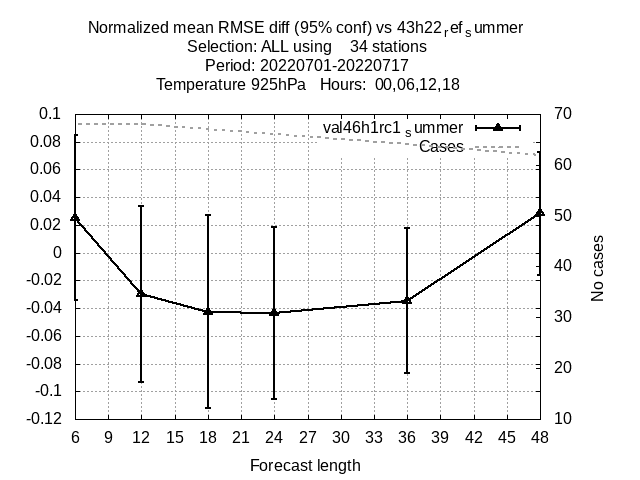 Normalized mean RMSE diff (95% conf) vs 43h22refsummer
Selection: ALL using 34 stations
Period: 20220701-20220717
Temperature 925hPa Hours: 00,06,12,18
val46h1rc1summer
Cases
0.1
0.08
0.06
0.04
0.02
0
-0.02
-0.04
-0.06
-0.08
-0.1
-0.12
70
60
50
40
30
20
10
No cases
6 9 12 15 18 21 24 27 30 33 36 39 42 45 48
Forecast length